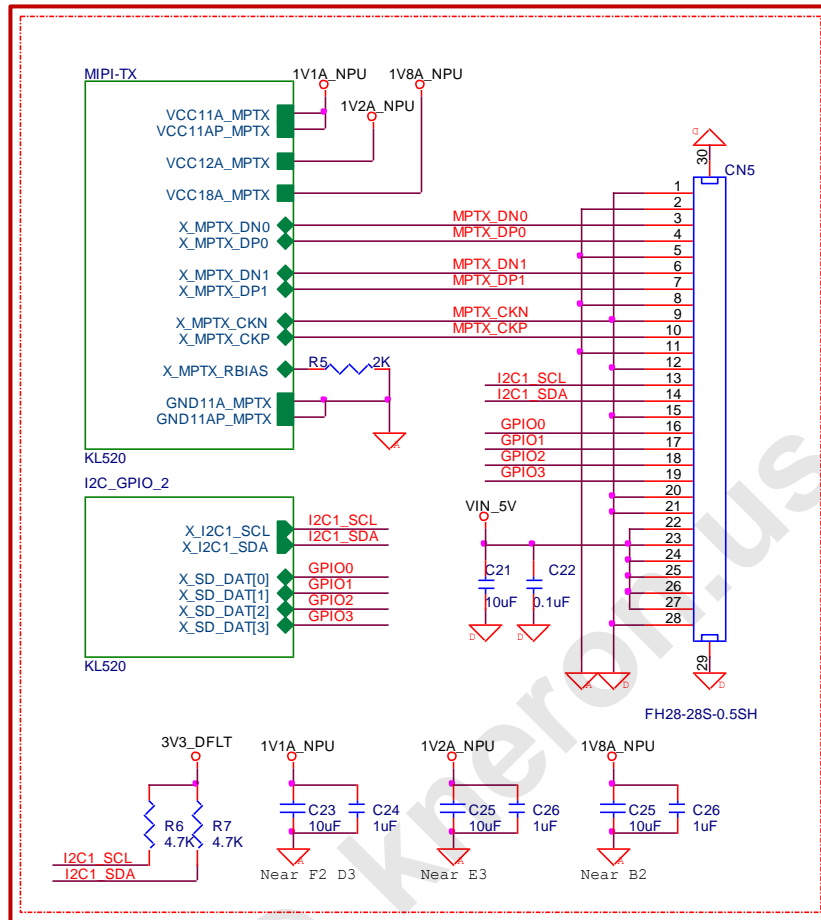 MIPI-TX
1V1A_NPU
1V8A_NPU
1V2A_NPU
VCC11A_MPTX
VCC11AP_MPTX
VCC12A_MPTX
VCC18A_MPTX
X_MPTX_DN0
X_MPTX_DP0
X_MPTX_DN1
X_MPTX_DP1
X_MPTX_CKN
X_MPTX_CKP
X_MPTX_RBIAS
GND11A_MPTX
GND11AP_MPTX
KL520
R5
2K
A
MPTX_DN0
MPTX_DP0
MPTX_DN1
MPTX_DP1
MPTX_CKN
MPTX_CKP
I2C1_SCL
I2C1_SDA
GPIO0
GPIO1
GPIO2
GPIO3
D
30
CN5
1
2
3
4
5
6
7
8
9
10
11
12
13
14
15
16
17
18
19
20
21
22
23
24
25
26
27
28
29
D
FH28-28S-0.5SH
I2C_GPIO_2
X_I2C1_SCL
X_I2C1_SDA
X_SD_DAT[0]
X_SD_DAT[1]
X_SD_DAT[2]
X_SD_DAT[3]
KL520
I2C1_SCL
I2C1_SDA
GPIO0
GPIO1
GPIO2
GPIO3
VIN_5V
C21
10uF
C22
0.1uF
D
D
A
D
3V3_DFLT
R6
4.7K
R7
4.7K
I2C1_SCL
I2C1_SDA
1V1A_NPU
C23
10uF
C24
1uF
A
Near F2 D3
1V2A_NPU
C25
10uF
C26
1uF
A
Near E3
1V8A_NPU
C25
10uF
C26
1uF
A
Near B2
kneron.us